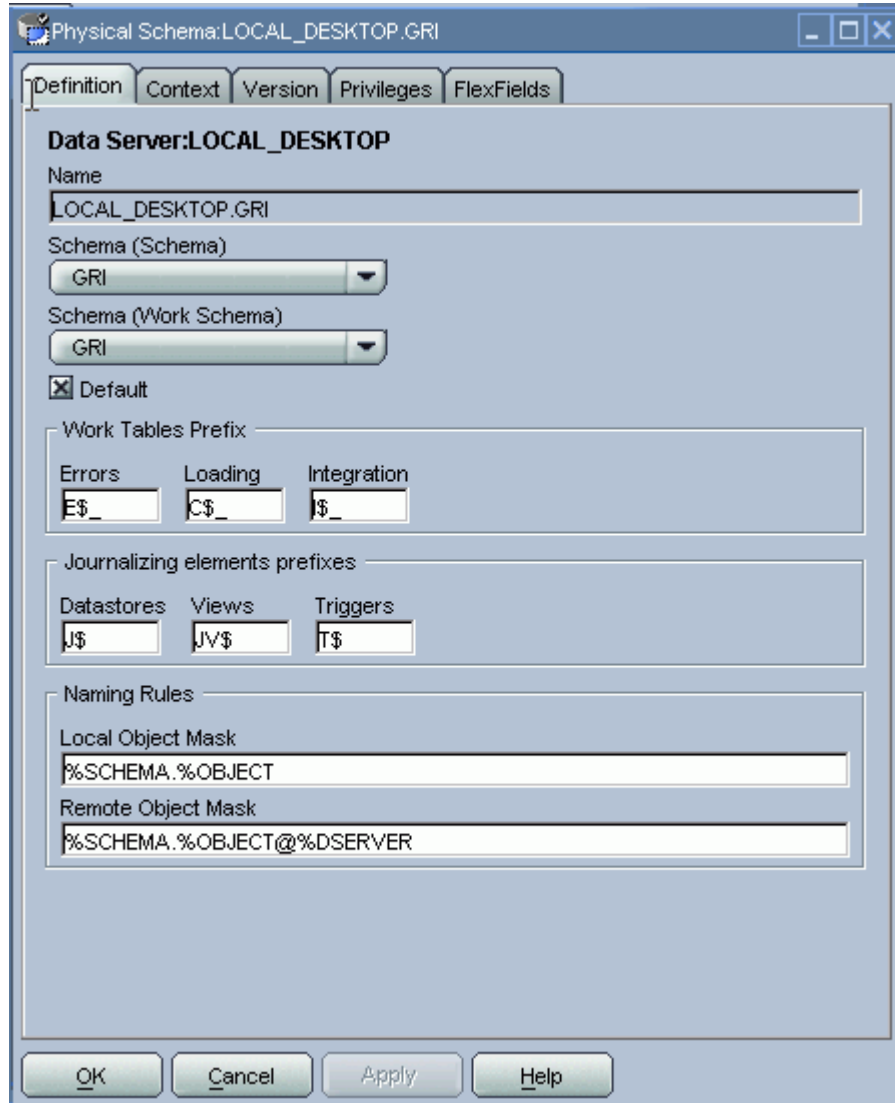 Physical Schema:LOCAL_DESKTOP.GRI
Definition Context Version Privileges FlexFields
Data Server:LOCAL_DESKTOP
Name
LOCAL_DESKTOP.GRI
Schema (Schema)
GRI
Schema (Work Schema)
GRI
Default
Work Tables Prefix
Errors Loading Integration
E$_ C$_ I$_
Journalizing elements prefixes
Datastores Views Triggers
J$ JV$ T$
Naming Rules
Local Object Mask
%SCHEMA.%OBJECT
Remote Object Mask
%SCHEMA.%OBJECT@%DSERVER
OK Cancel Apply Help